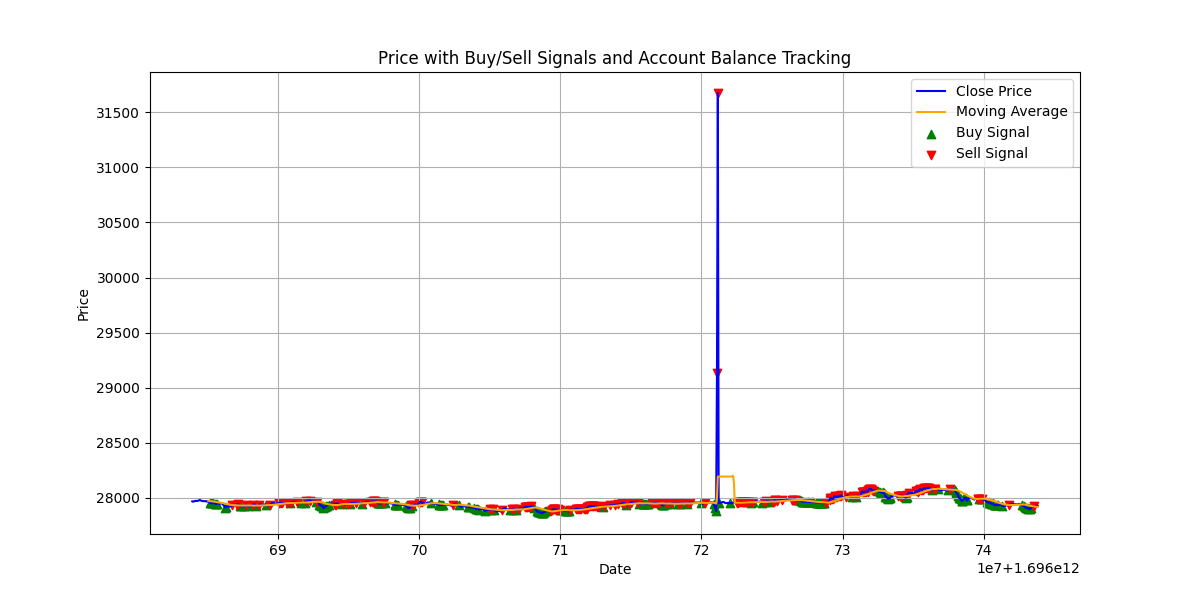 Price with Buy/Sell Signals and Account Balance Tracking
Close Price
Moving Average
Buy Signal
Sell Signal
Price
31500
31000
30500
30000
29500
29000
28500
28000
69 70 71 72 73 74
1e7+1.696e12
Date